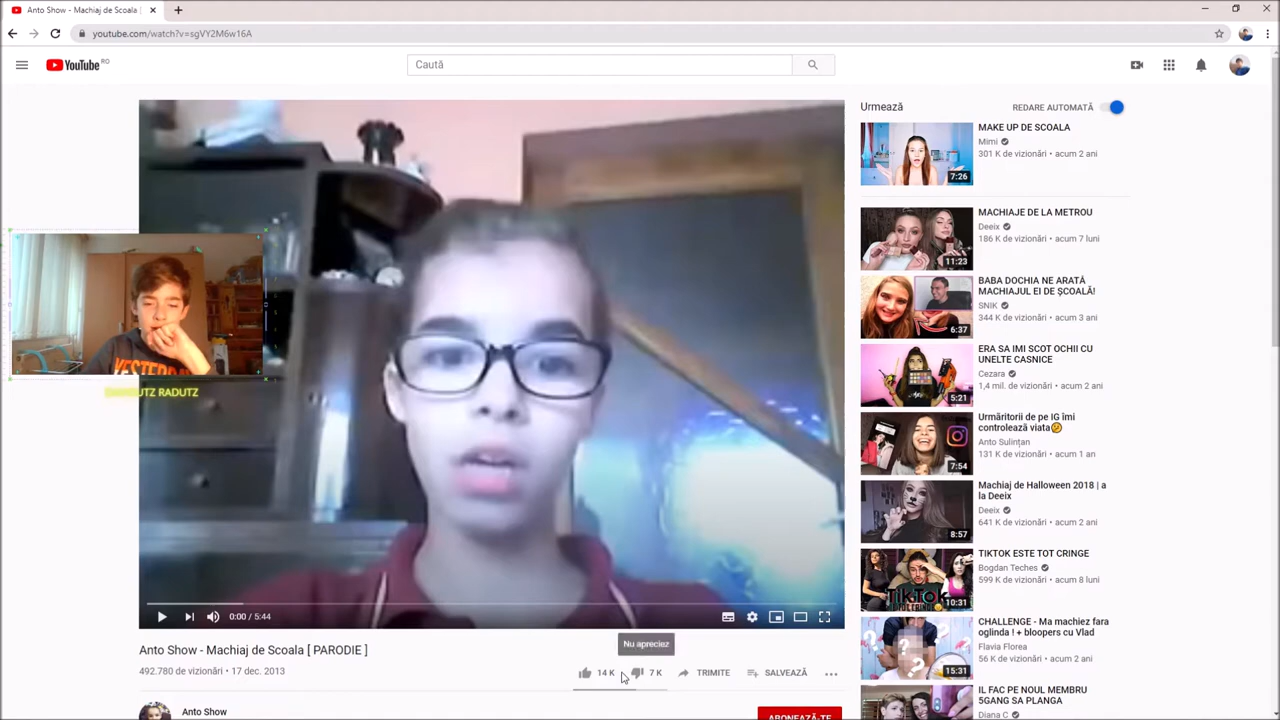 Anto Show - Machiaj de Scoala [
youtube.com/watch?v=sgVY2M6w16A
YouTube RO
Caută
Urmează
REDARE AUTOMATĂ
MAKE UP DE SCOALA
Mimi
301 K de vizionări • acum 2 ani
7:26
MACHIAJE DE LA METROU
Deeix
186 K de vizionări • acum 7 luni
11:23
BABA DOCHIA NE ARATĂ
MACHIAJUL EI DE ȘCOALĂ!
SNIK
344 K de vizionări • acum 3 ani
6:37
ERA SA IMI SCOT OCHII CU
UNELTE CASNICE
Cezara
1,4 mil. de vizionări • acum 2 ani
5:21
Urmăritorii de pe IG îmi
controlează viata🤔
Anto Sulințan
131 K de vizionări • acum 1 an
7:54
Machiaj de Halloween 2018 | a
la Deeix
Deeix
641 K de vizionări • acum 2 ani
8:57
TIKTOK ESTE TOT CRINGE
Bogdan Teches
599 K de vizionări • acum 8 luni
TikTok
10:31
CHALLENGE - Ma machiez fara
oglinda ! + bloopers cu Vlad
Flavia Florea
56 K de vizionări • acum 2 ani
15:31
IL FAC PE NOUL MEMBRU
5GANG SA PLANGA
Diana C
YESTERDAY
RADUTZ
0:00 / 5:44
Nu apreciez
Anto Show - Machiaj de Scoala [ PARODIE ]
492.780 de vizionări • 17 dec. 2013
14 K
7 K
TRIMITE
SALVEAZĂ
Anto Show
ABONEAZĂ-TE